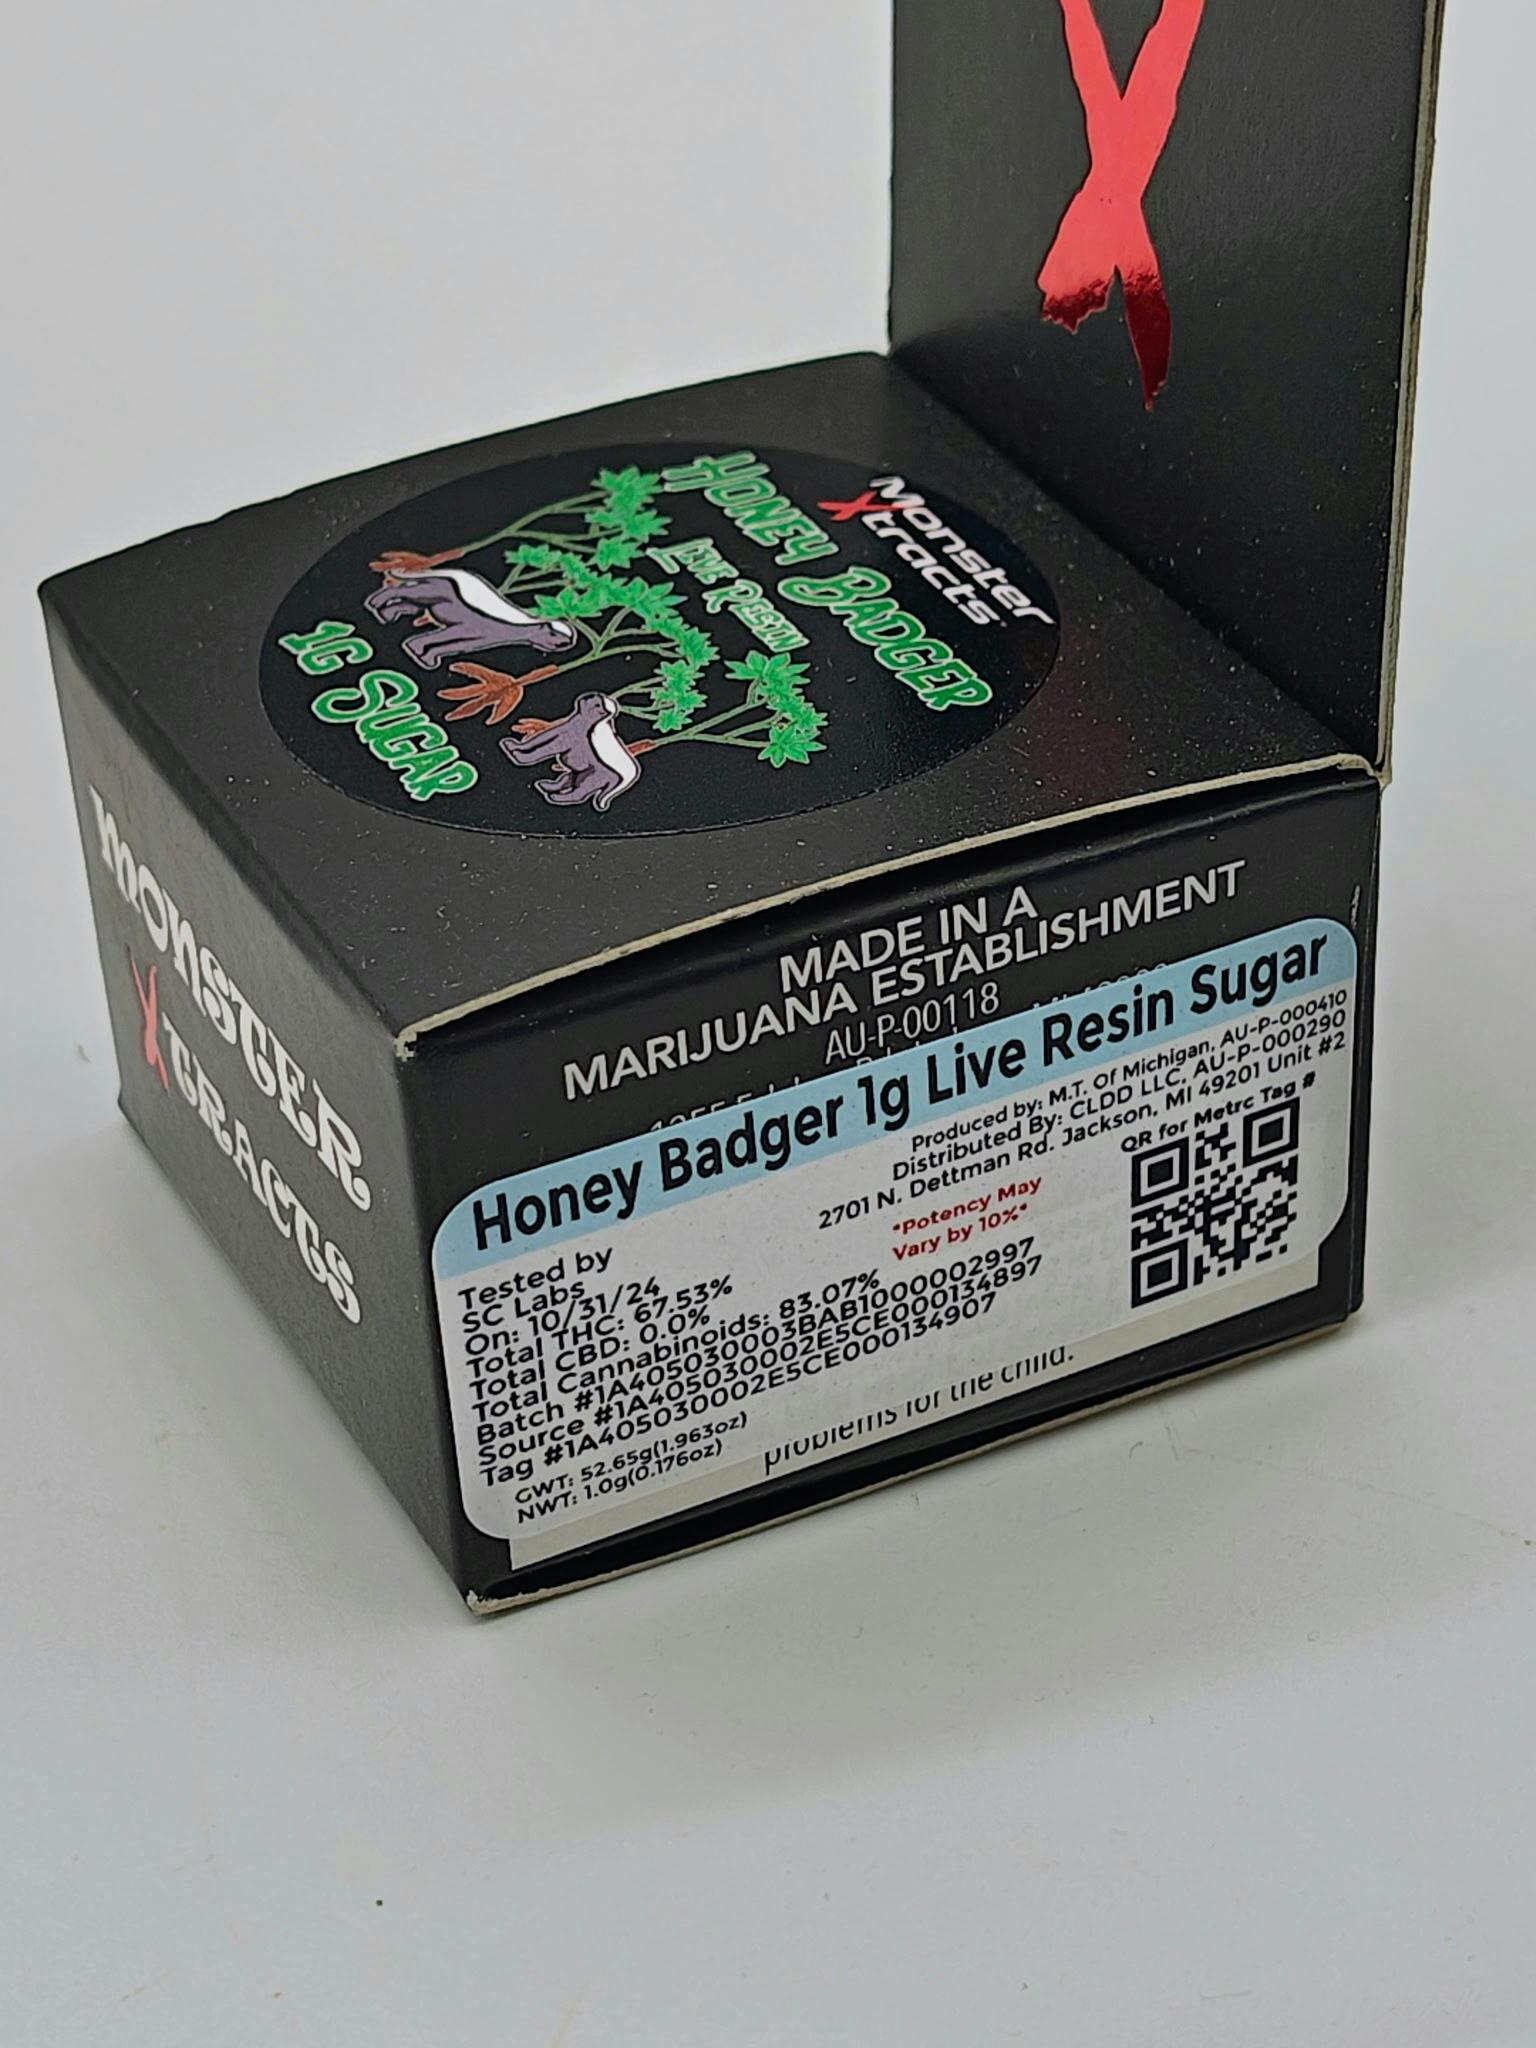 Monster
Xtracts
HONEY BADGER
LIVE RESIN
1G SUGAR
MONSTER
XTRACTS
MADE IN A
MARIJUANA ESTABLISHMENT
AU-P-00118
Honey Badger 1g Live Resin Sugar
Produced by: M.T. Of Michigan, AU-P-000410
Distributed By: CLDD LLC, AU-P-000290
2701 N. Dettman Rd. Jackson, MI 49201 Unit #2
*Potency May
Vary by 10%*
QR for Metrc Tag #
Tested by
SC Labs
On: 10/31/24
Total THC: 67.53%
Total CBD: 0.0%
Total Cannabinoids: 83.07%
Batch #1A405030003BAB1000002997
Source #1A405030002E5CE000134897
Tag #1A405030002E5CE000134907
GWT: 52.65g(1.963oz)
NWT: 1.0g(0.176oz)
problems for the child.